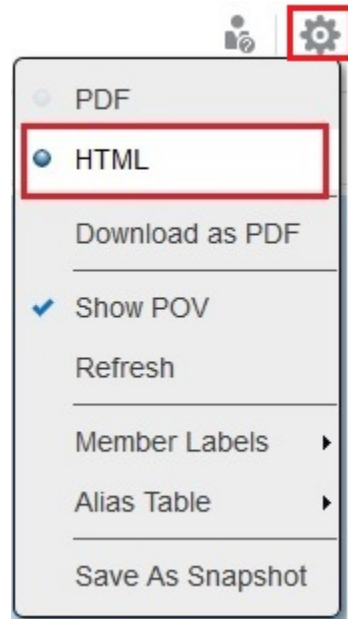 PDF
HTML
Download as PDF
Show POV
Refresh
Member Labels
Alias Table
Save As Snapshot